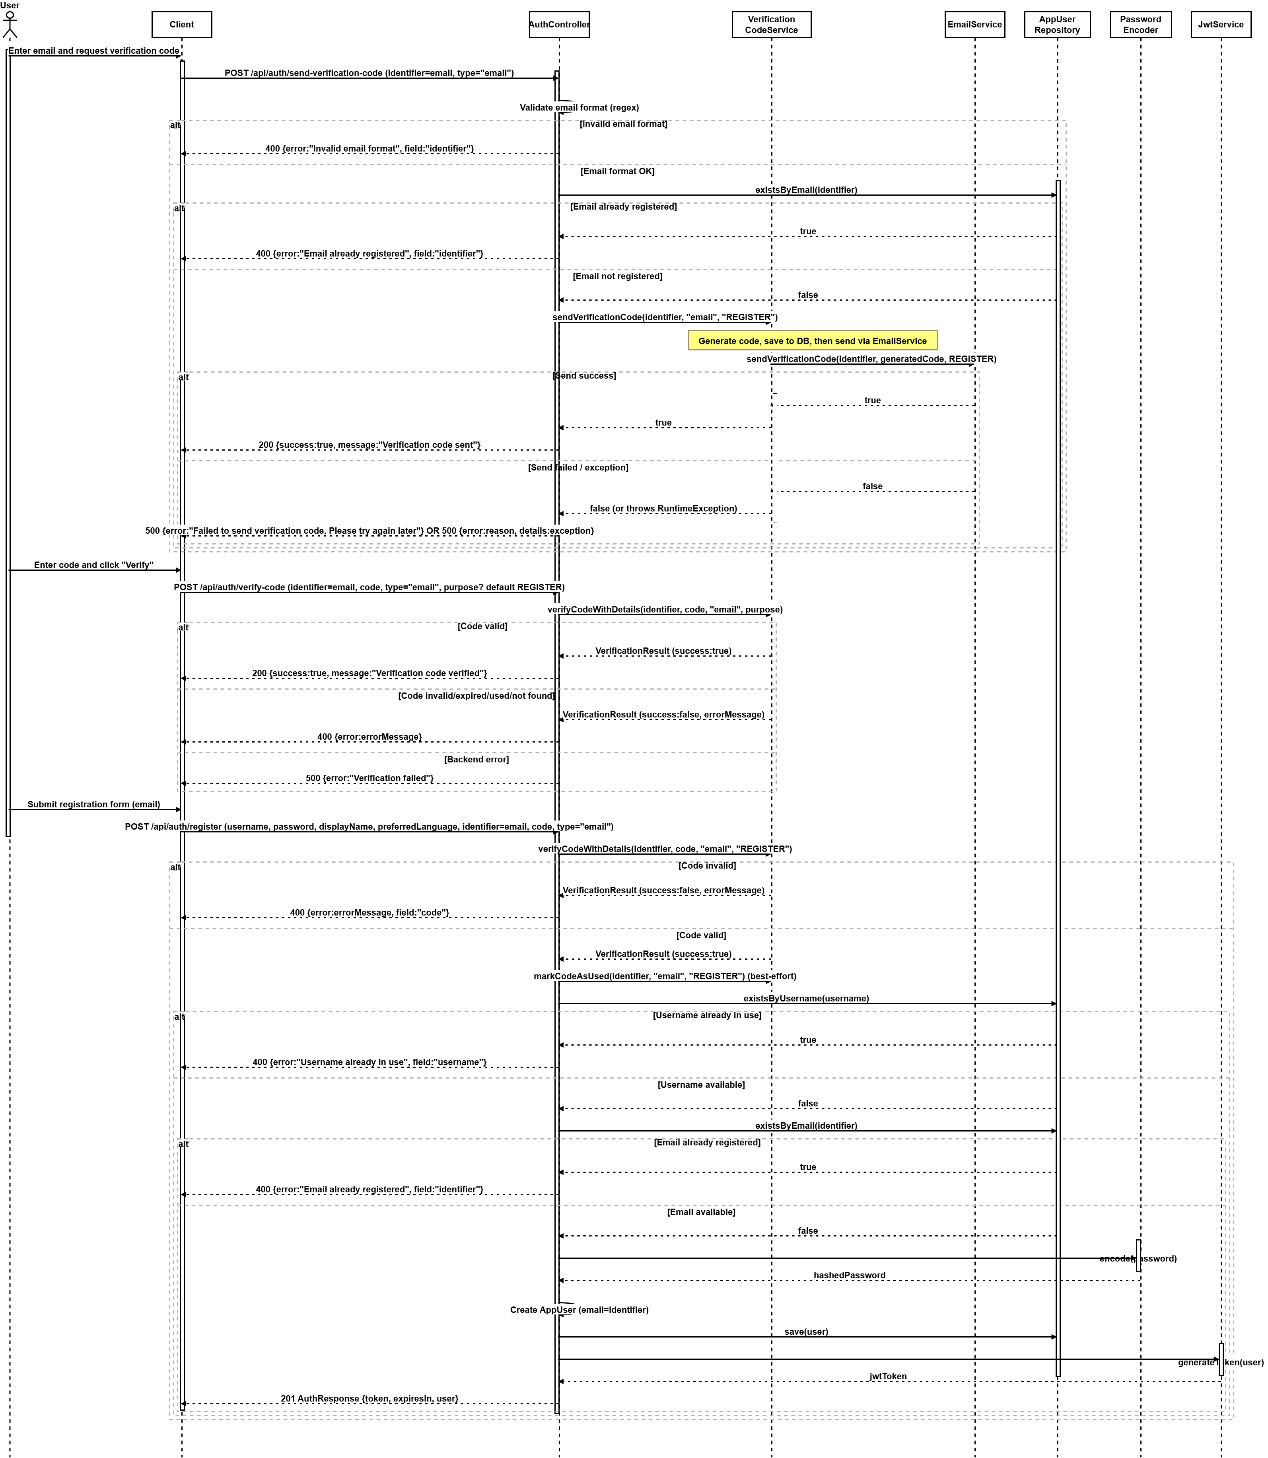 User
Client
AuthController
Verification
CodeService
EmailService
AppUser
Repository
Password
Encoder
JwtService
Enter email and request verification code
POST /api/auth/send-verification-code (identifier=email, type="email")
Validate email format (regex)
alt
[Invalid email format]
400 {error:"Invalid email format", field:"identifier"}
[Email format OK]
existsByEmail(identifier)
alt
[Email already registered]
true
400 {error:"Email already registered", field:"identifier"}
[Email not registered]
false
sendVerificationCode(identifier, "email", "REGISTER")
Generate code, save to DB, then send via EmailService
sendVerificationCode(identifier, generatedCode, REGISTER)
alt
[Send success]
true
true
200 {success:true, message:"Verification code sent"}
[Send failed / exception]
false
false (or throws RuntimeException)
500 {error:"Failed to send verification code. Please try again later"} OR 500 {error:reason, details:exception}
Enter code and click "Verify"
POST /api/auth/verify-code (identifier=email, code, type="email", purpose? default REGISTER)
verifyCodeWithDetails(identifier, code, "email", purpose)
alt
[Code valid]
VerificationResult (success:true)
200 {success:true, message:"Verification code verified"}
[Code invalid/expired/used/not found]
VerificationResult (success:false, errorMessage)
400 {error:errorMessage}
[Backend error]
500 {error:"Verification failed"}
Submit registration form (email)
POST /api/auth/register (username, password, displayName, preferredLanguage, identifier=email, code, type="email")
verifyCodeWithDetails(identifier, code, "email", "REGISTER")
alt
[Code invalid]
VerificationResult (success:false, errorMessage)
400 {error:errorMessage, field:"code"}
[Code valid]
VerificationResult (success:true)
markCodeAsUsed(identifier, "email", "REGISTER") (best-effort)
existsByUsername(username)
alt
[Username already in use]
true
400 {error:"Username already in use", field:"username"}
[Username available]
false
existsByEmail(identifier)
alt
[Email already registered]
true
400 {error:"Email already registered", field:"identifier"}
[Email available]
false
encode(password)
hashedPassword
Create AppUser (email=identifier)
save(user)
generateToken(user)
jwtToken
201 AuthResponse {token, expiresIn, user}